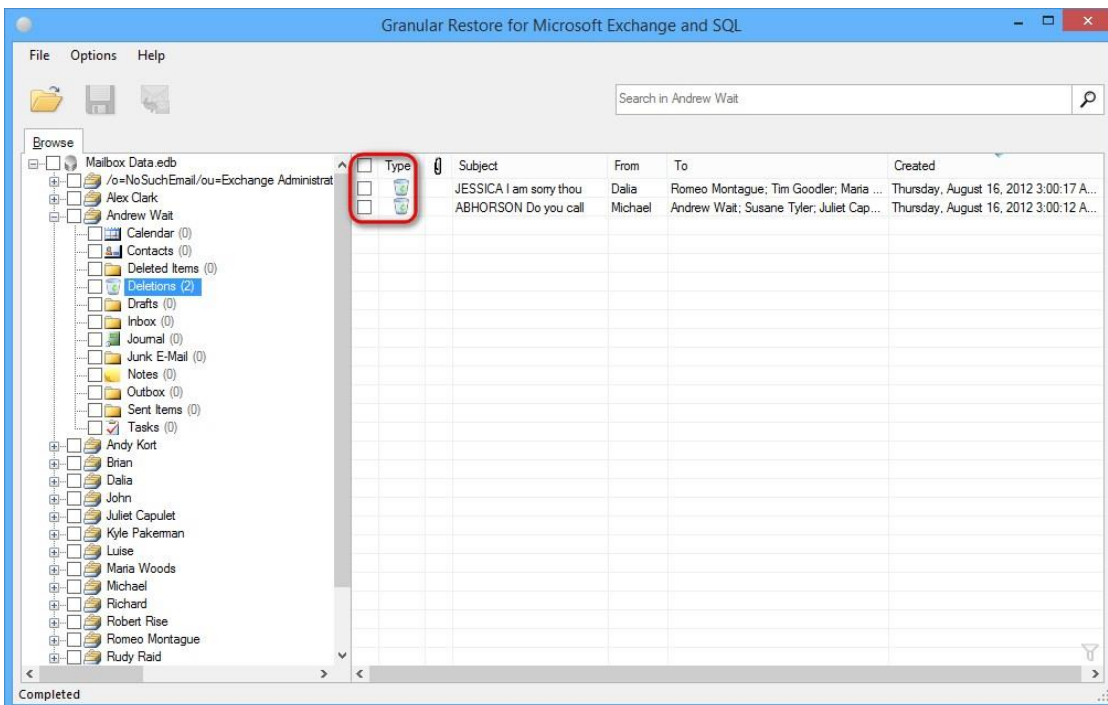 Granular Restore for Microsoft Exchange and SQL
File Options Help
Search in Andrew Wait
Browse
Mailbox Data.edb
/o=NoSuchEmail/ou=Exchange Administrat
Alex Clark
Andrew Wait
Calendar (0)
Contacts (0)
Deleted Items (0)
Deletions (2)
Drafts (0)
Inbox (0)
Journal (0)
Junk E-Mail (0)
Notes (0)
Outbox (0)
Sent Items (0)
Tasks (0)
Andy Kort
Brian
Dalia
John
Juliet Capulet
Kyle Pakerman
Luise
Maria Woods
Michael
Richard
Robert Rise
Romeo Montague
Rudy Raid
Type Subject From To Created
JESSICA I am sorry thou Dalia Romeo Montague; Tim Goodler; Maria ... Thursday, August 16, 2012 3:00:17 A...
ABHORSON Do you call Michael Andrew Wait; Susane Tyler; Juliet Cap... Thursday, August 16, 2012 3:00:12 A...
Completed